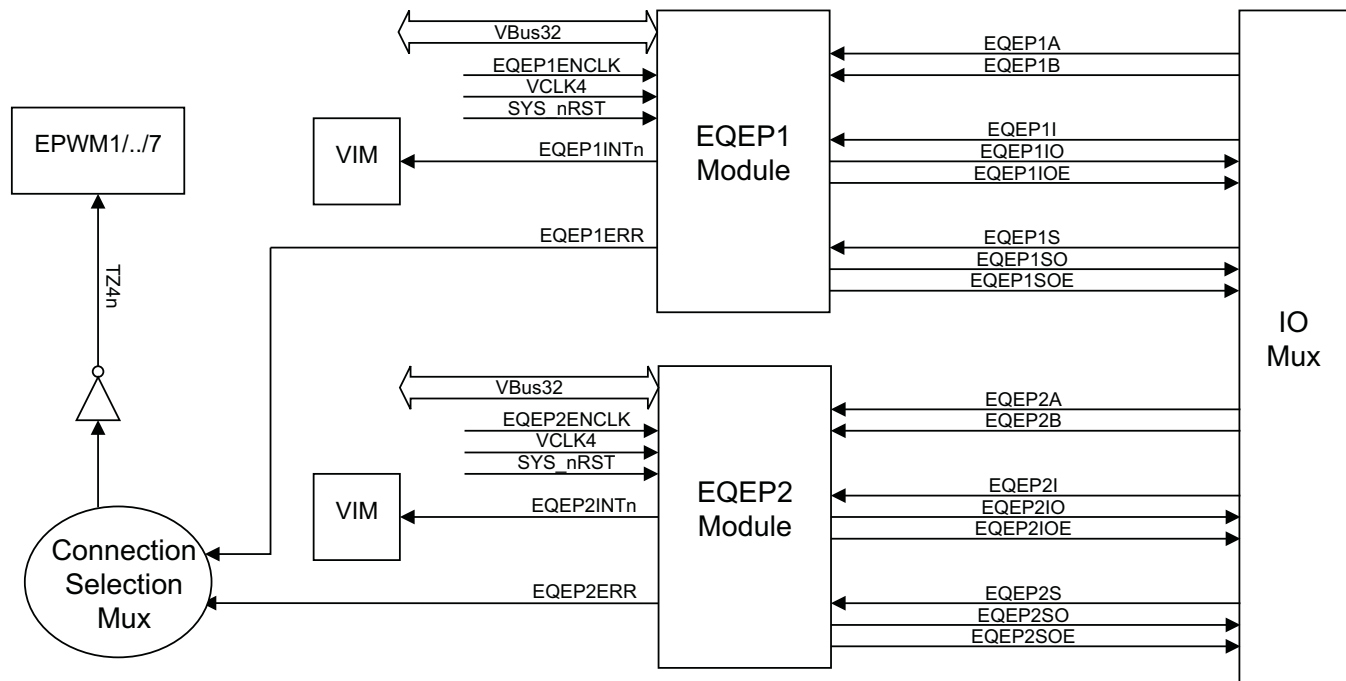 VBus32
EQEP1ENCLK
VCLK4
SYS_nRST
EPWM1/../7
VIM
EQEP1INTn
EQEP1
Module
EQEP1ERR
TZ4n
EQEP1A
EQEP1B
EQEP1I
EQEP1IO
EQEP1IOE
EQEP1S
EQEP1SO
EQEP1SOE
IO
Mux
VBus32
EQEP2ENCLK
VCLK4
SYS_nRST
VIM
EQEP2INTn
EQEP2
Module
EQEP2ERR
Connection
Selection
Mux
EQEP2A
EQEP2B
EQEP2I
EQEP2IO
EQEP2IOE
EQEP2S
EQEP2SO
EQEP2SOE